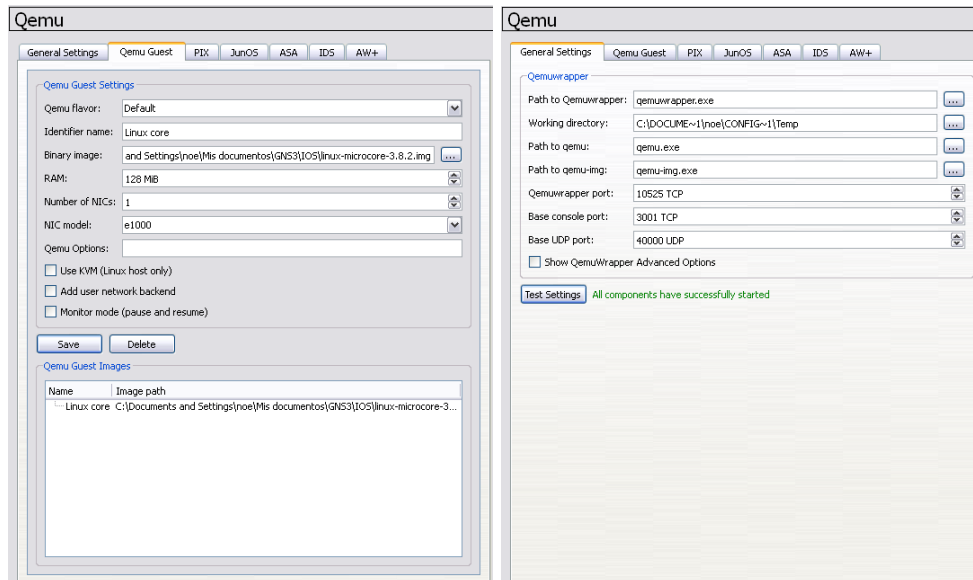 Qemu
General Settings Qemu Guest PIX JunOS ASA IDS AW+
Qemu Guest Settings
Qemu flavor: Default
Identifier name: Linux core
Binary image: and Settings\noe\Mis documentos\GNS3\IOS\linux-microcore-3.8.2.img ...
RAM: 128 MiB
Number of NICs: 1
NIC model: e1000
Qemu Options:
Use KVM (Linux host only)
Add user network backend
Monitor mode (pause and resume)
Save Delete
Qemu Guest Images
Name Image path
Linux core C:\Documents and Settings\noe\Mis documentos\GNS3\IOS\linux-microcore-3...
Qemu
General Settings Qemu Guest PIX JunOS ASA IDS AW+
Qemuwrapper
Path to Qemuwrapper: qemuwrapper.exe ...
Working directory: C:\DOCUME~1\noe\CONFIG~1\Temp ...
Path to qemu: qemu.exe ...
Path to qemu-img: qemu-img.exe ...
Qemuwrapper port: 10525 TCP
Base console port: 3001 TCP
Base UDP port: 40000 UDP
Show QemuWrapper Advanced Options
Test Settings All components have successfully started